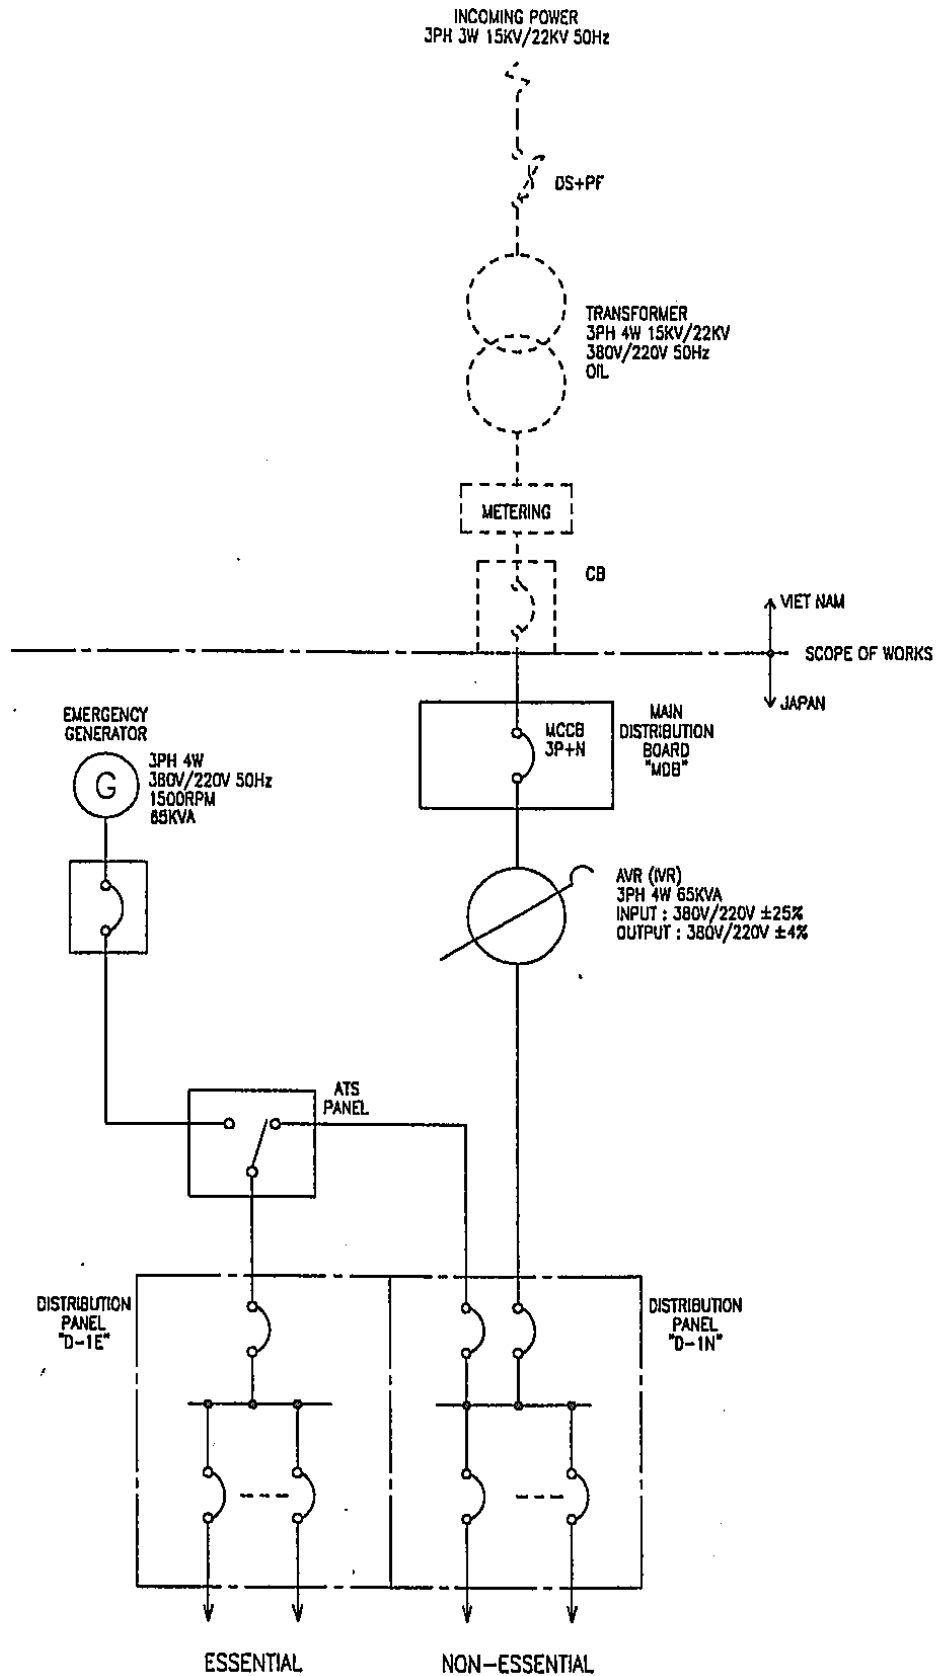 INCOMING POWER
3PH 3W 15KV/22KV 50Hz
DS+PF
TRANSFORMER
3PH 4W 15KV/22KV
380V/220V 50Hz
OIL
METERING
CB
VIET NAM
SCOPE OF WORKS
JAPAN
EMERGENCY
GENERATOR
3PH 4W
380V/220V 50Hz
1500RPM
65KVA
G
MCCB
3P+N
MAIN
DISTRIBUTION
BOARD
"MDB"
AVR (IVR)
3PH 4W 65KVA
INPUT : 380V/220V ±25%
OUTPUT : 380V/220V ±4%
ATS
PANEL
DISTRIBUTION
PANEL
"D-1E"
DISTRIBUTION
PANEL
"D-1N"
ESSENTIAL
NON-ESSENTIAL